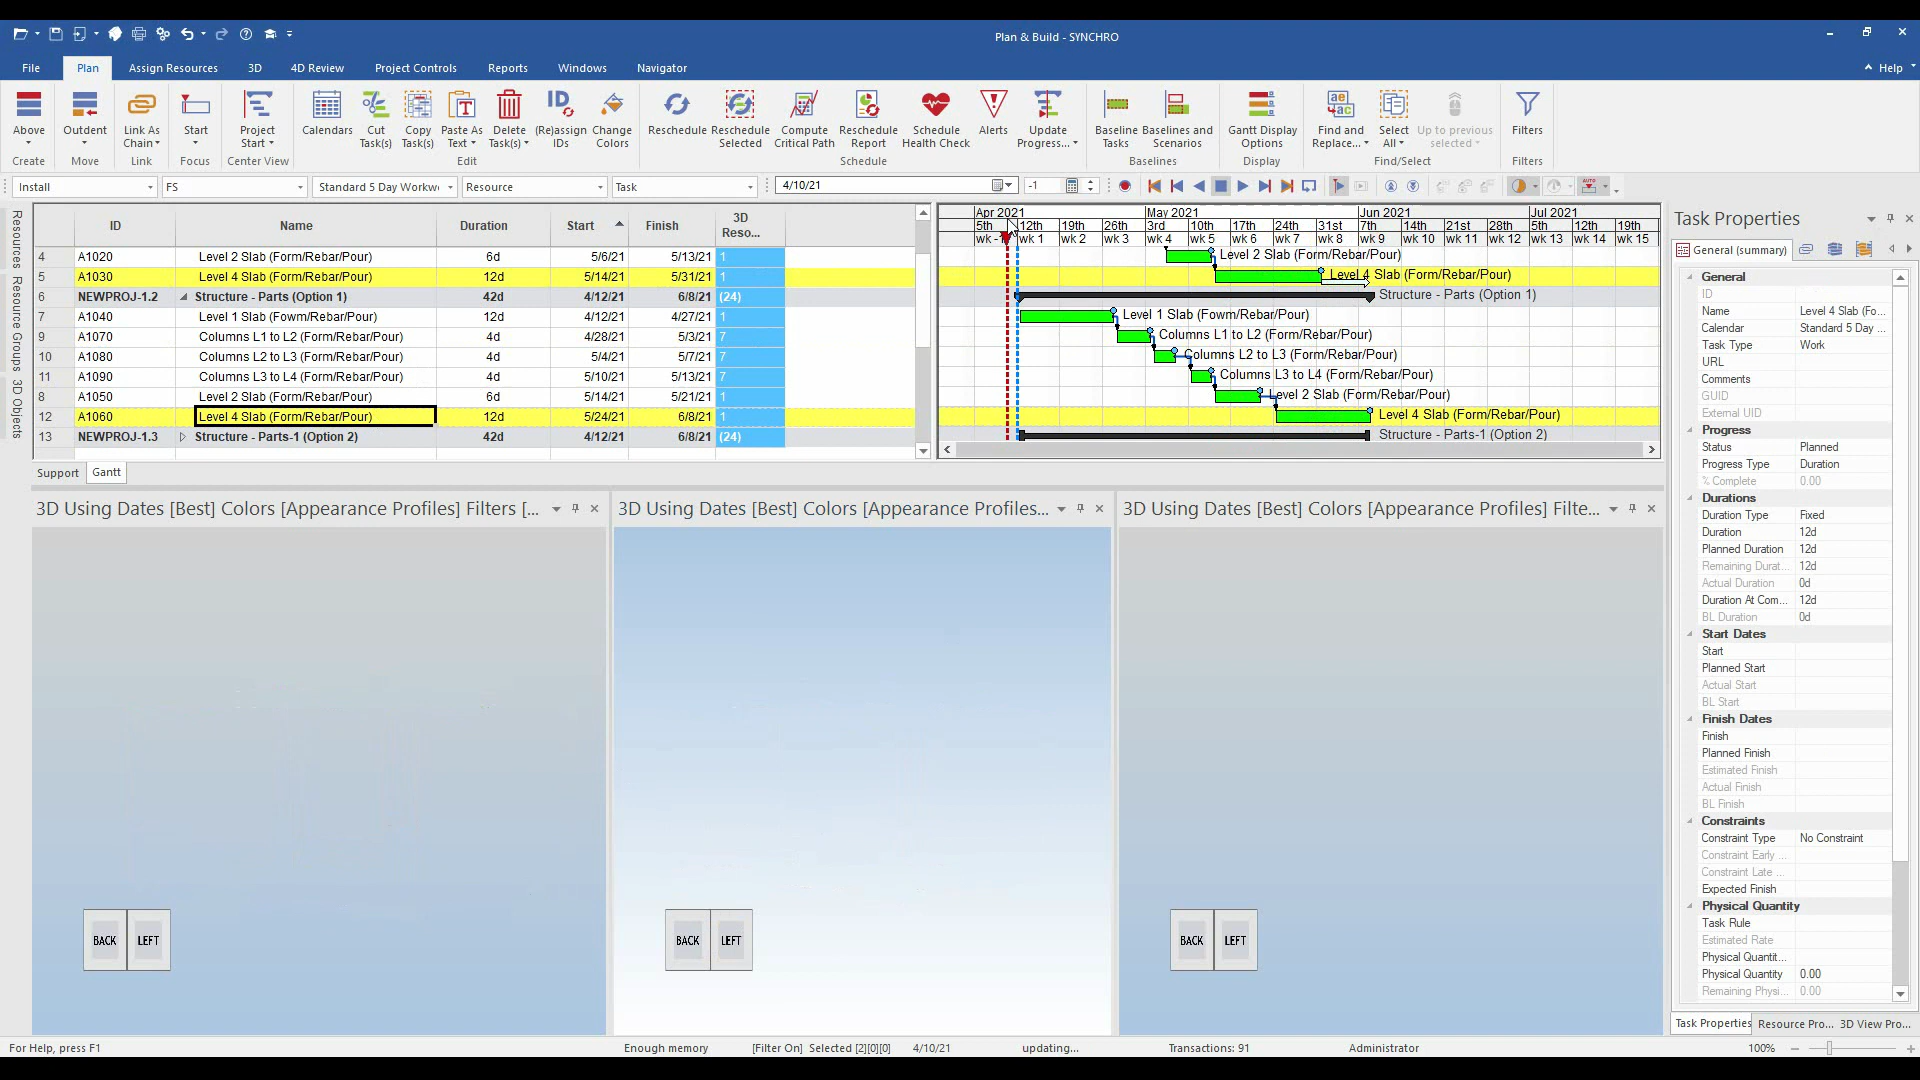 Plan & Build - SYNCHRO
File Plan Assign Resources 3D 4D Review Project Controls Reports Windows Navigator Help
Above Outdent Link As Chain Start Project Start Calendars Cut Task(s) Copy Task(s) Paste As Text Delete Task(s) (Re)assign IDs Change Colors Reschedule Reschedule Selected Compute Critical Path Reschedule Report Schedule Health Check Alerts Update Progress... Baseline Tasks Baselines and Scenarios Gantt Display Options Find and Replace... Select All Up to previous selected Filters
Create Move Link Focus Center View Edit Schedule Baselines Display Find/Select Filters
Install FS Standard 5 Day Workw Resource Task 4/10/21 -1
Resources
Resource Groups
3D Objects
ID Name Duration Start Finish 3D Reso...
4 A1020 Level 2 Slab (Form/Rebar/Pour) 6d 5/6/21 5/13/21 1
5 A1030 Level 4 Slab (Form/Rebar/Pour) 12d 5/14/21 5/31/21 1
6 NEWPROJ-1.2 Structure - Parts (Option 1) 42d 4/12/21 6/8/21 (24)
7 A1040 Level 1 Slab (Fowm/Rebar/Pour) 12d 4/12/21 4/27/21 1
9 A1070 Columns L1 to L2 (Form/Rebar/Pour) 4d 4/28/21 5/3/21 7
10 A1080 Columns L2 to L3 (Form/Rebar/Pour) 4d 5/4/21 5/7/21 7
11 A1090 Columns L3 to L4 (Form/Rebar/Pour) 4d 5/10/21 5/13/21 7
8 A1050 Level 2 Slab (Form/Rebar/Pour) 6d 5/14/21 5/21/21 1
12 A1060 Level 4 Slab (Form/Rebar/Pour) 12d 5/24/21 6/8/21 1
13 NEWPROJ-1.3 Structure - Parts-1 (Option 2) 42d 4/12/21 6/8/21 (24)
Apr 2021 May 2021 Jun 2021 Jul 2021
5th 12th 19th 26th 3rd 10th 17th 24th 31st 7th 14th 21st 28th 5th 12th 19th
wk - wk 1 wk 2 wk 3 wk 4 wk 5 wk 6 wk 7 wk 8 wk 9 wk 10 wk 11 wk 12 wk 13 wk 14 wk 15
Level 2 Slab (Form/Rebar/Pour)
Level 4 Slab (Form/Rebar/Pour)
Structure - Parts (Option 1)
Level 1 Slab (Fowm/Rebar/Pour)
Columns L1 to L2 (Form/Rebar/Pour)
Columns L2 to L3 (Form/Rebar/Pour)
Columns L3 to L4 (Form/Rebar/Pour)
Level 2 Slab (Form/Rebar/Pour)
Level 4 Slab (Form/Rebar/Pour)
Structure - Parts-1 (Option 2)
Support Gantt
3D Using Dates [Best] Colors [Appearance Profiles] Filters [...
BACK LEFT
3D Using Dates [Best] Colors [Appearance Profiles...
BACK LEFT
3D Using Dates [Best] Colors [Appearance Profiles] Filte...
BACK LEFT
Task Properties
General (summary)
General
ID
Name Level 4 Slab (Fo...
Calendar Standard 5 Day ...
Task Type Work
URL
Comments
GUID
External UID
Progress
Status Planned
Progress Type Duration
% Complete 0.00
Durations
Duration Type Fixed
Duration 12d
Planned Duration 12d
Remaining Durat... 12d
Actual Duration 0d
Duration At Com... 12d
BL Duration 0d
Start Dates
Start
Planned Start
Actual Start
BL Start
Finish Dates
Finish
Planned Finish
Estimated Finish
Actual Finish
BL Finish
Constraints
Constraint Type No Constraint
Constraint Early ...
Constraint Late ...
Expected Finish
Physical Quantity
Task Rule
Estimated Rate
Physical Quantit...
Physical Quantity 0.00
Remaining Physi... 0.00
Task Properties Resource Pro... 3D View Pro...
For Help, press F1 Enough memory [Filter On] Selected [2][0][0] 4/10/21 updating... Transactions: 91 Administrator 100%